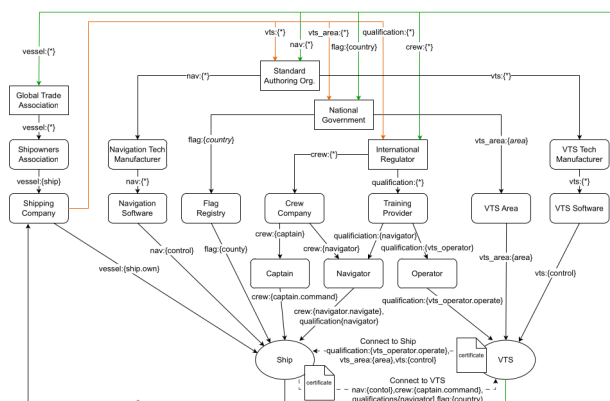 vts:{*}
vts_area:{*}
qualification:{*}
nav:{*}
flag:{country}
crew:{*}
vessel:{*}
Standard
Authoring Org.
nav:{*}
vts:{*}
Global Trade
Association
National
Government
vessel:{*}
flag:{country}
vts_area:{area}
Shipowners
Association
Navigation Tech
Manufacturer
crew:{*}
International
Regulator
VTS Tech
Manufacturer
vessel:{ship}
nav:{*}
qualification:{*}
vts:{*}
Shipping
Company
Navigation
Software
Flag
Registry
Crew
Company
Training
Provider
VTS Area
VTS Software
crew:{captain}
qualification:{navigator}
crew:{navigator}
qualification:{vts_operator}
nav:{control}
flag:{county}
vts_area:{area}
vessel:{ship.own}
Captain
Navigator
Operator
vts:{control}
crew:{captain.command}
qualification:{vts_operator.operate}
crew:{navigator.navigate},
qualification{navigator}
Connect to Ship
qualification:{vts_operator.operate},
vts_area:{area},vts:{control}
certificate
Ship
VTS
certificate
Connect to VTS
nav:{contol},crew:{captain.command},
qualifications{navigator},flag:{country}